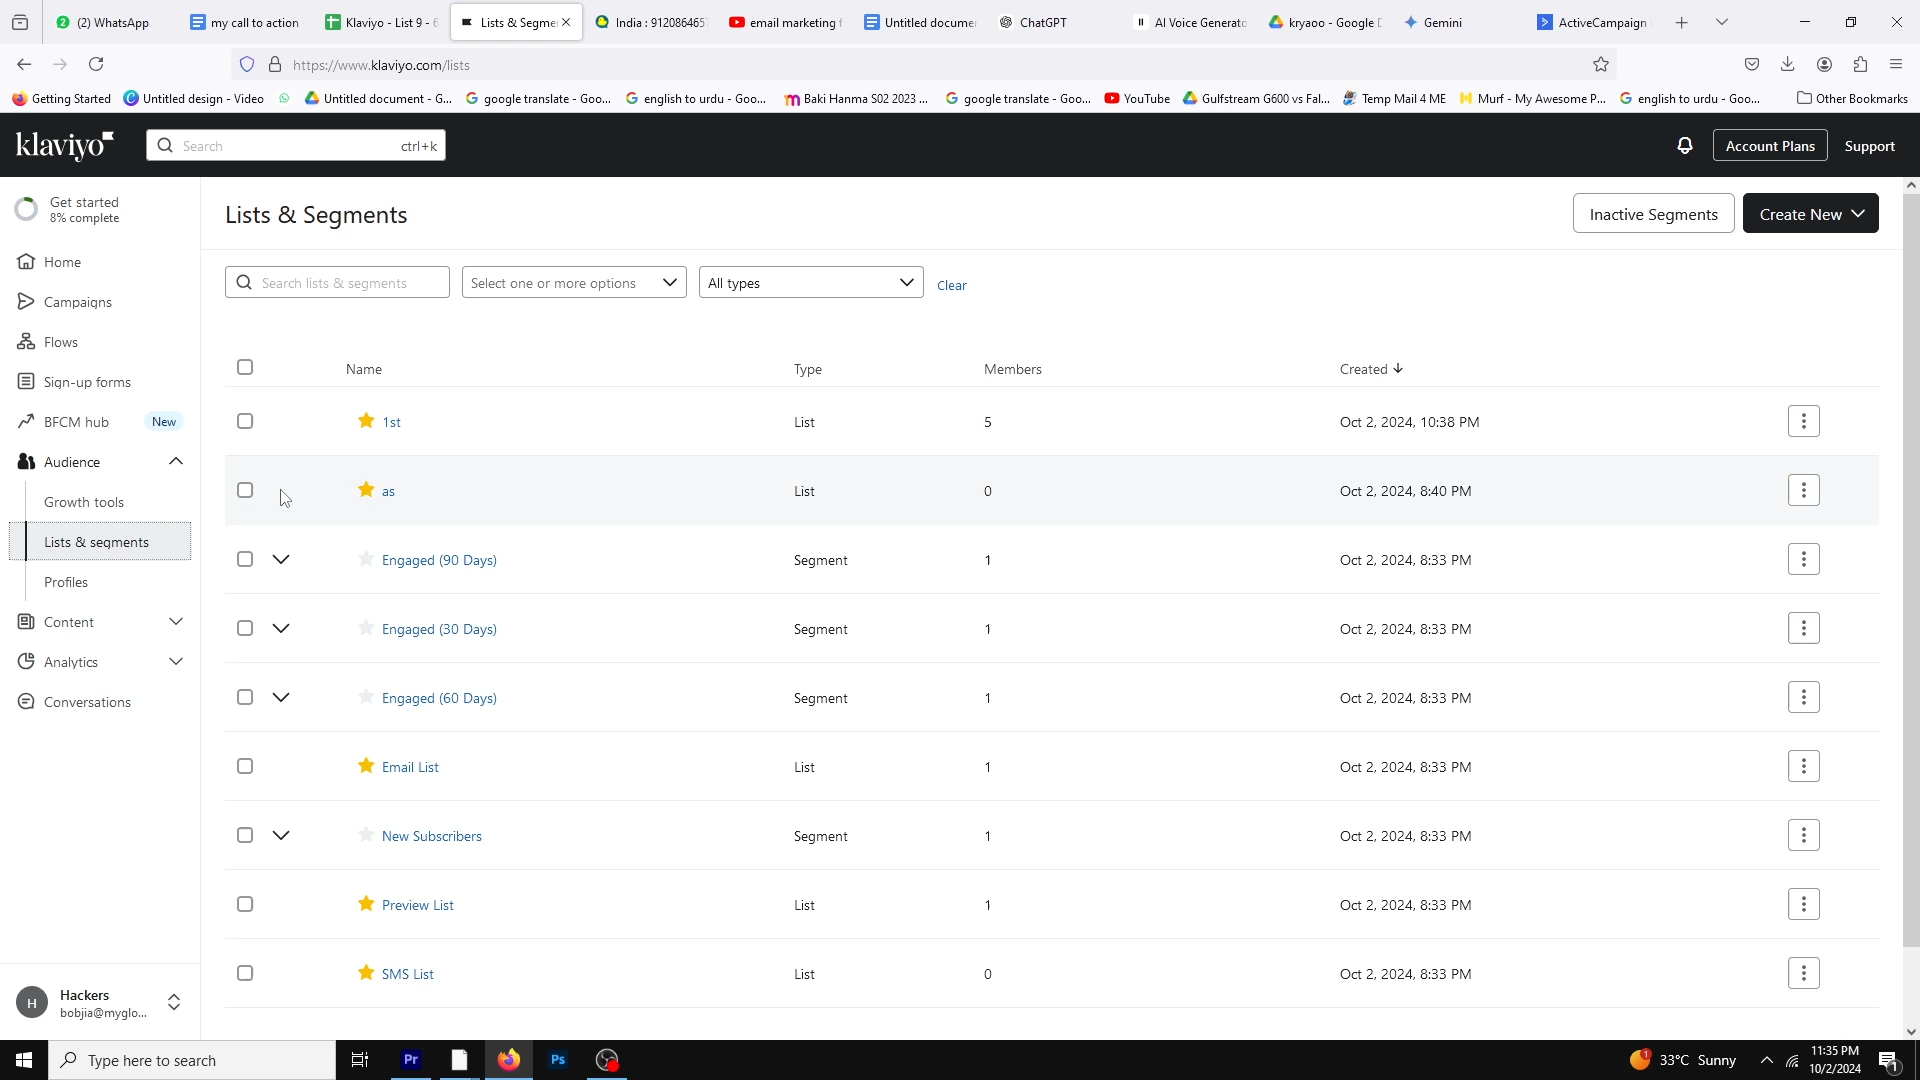 (2) WhatsApp
my call to action
Klaviyo - List 9 - 6
Lists & Segme
India : 912086465
email marketing f
Untitled docume
ChatGPT
AI Voice Generato
kryaoo - Google D
Gemini
ActiveCampaign
https://www.klaviyo.com/lists
Getting Started
Untitled design - Video
Untitled document - G...
google translate - Goo...
english to urdu - Goo...
Baki Hanma S02 2023 ...
google translate - Goo...
YouTube
Gulfstream G600 vs Fal...
Temp Mail 4 ME
Murf - My Awesome P...
english to urdu - Goo...
Other Bookmarks
klaviyo
Search ctrl+k
Account Plans
Support
Get started
8% complete
Home
Campaigns
Flows
Sign-up forms
BFCM hub New
Audience
Growth tools
Lists & segments
Profiles
Content
Analytics
Conversations
Hackers
bobjia@myglo...
H
Lists & Segments
Inactive Segments
Create New
Search lists & segments
Select one or more options
All types
Clear
Name Type Members Created
1st List 5 Oct 2, 2024, 10:38 PM
as List 0 Oct 2, 2024, 8:40 PM
Engaged (90 Days) Segment 1 Oct 2, 2024, 8:33 PM
Engaged (30 Days) Segment 1 Oct 2, 2024, 8:33 PM
Engaged (60 Days) Segment 1 Oct 2, 2024, 8:33 PM
Email List List 1 Oct 2, 2024, 8:33 PM
New Subscribers Segment 1 Oct 2, 2024, 8:33 PM
Preview List List 1 Oct 2, 2024, 8:33 PM
SMS List List 0 Oct 2, 2024, 8:33 PM
Type here to search
Pr
Ps
1
33°C Sunny
11:35 PM
10/2/2024
1